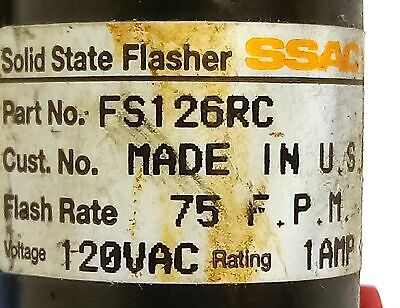 Solid State Flasher SSAC
Part No. FS126RC
Cust. No. MADE IN U.S.
Flash Rate 75 F.P.M.
Voltage 120VAC Rating 1AMP